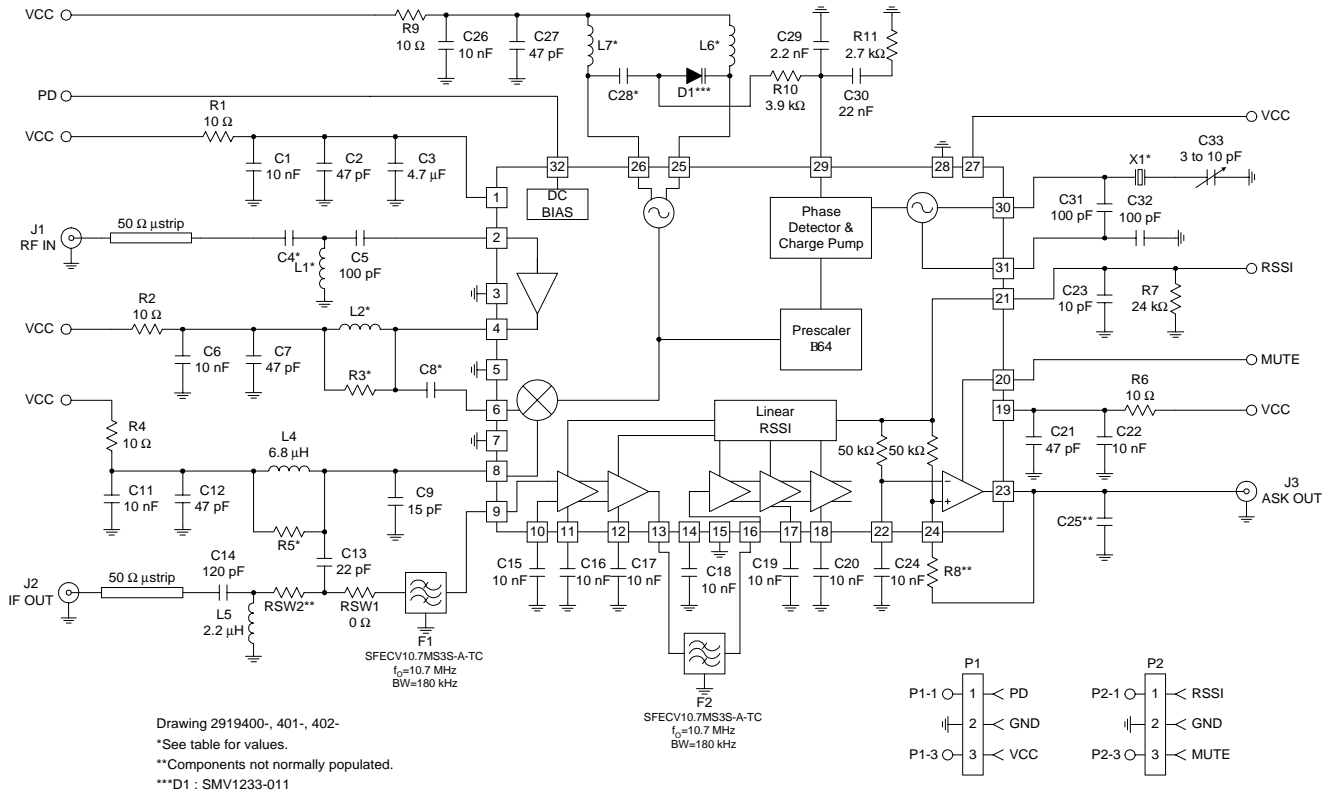 VCC
R9
10 Ω
C26
10 nF
C27
47 pF
L7*
L6*
C28*
D1***
C29
2.2 nF
R11
2.7 kΩ
R10
3.9 kΩ
C30
22 nF
PD
VCC
R1
10 Ω
C1
10 nF
C2
47 pF
C3
4.7 μF
32
DC
BIAS
26
25
29
28
27
VCC
1
X1*
C33
3 to 10 pF
C31
100 pF
C32
100 pF
30
31
Phase
Detector &
Charge Pump
J1
RF IN
50 Ω μstrip
C4*
L1*
C5
100 pF
2
3
RSSI
21
C23
10 pF
R7
24 kΩ
VCC
R2
10 Ω
C6
10 nF
C7
47 pF
L2*
R3*
C8*
4
5
6
7
Prescaler
B64
20
MUTE
19
R6
10 Ω
VCC
C21
47 pF
C22
10 nF
VCC
R4
10 Ω
L4
6.8 μH
C11
10 nF
C12
47 pF
R5*
C9
15 pF
8
9
Linear
RSSI
50 kΩ
50 kΩ
−
+
23
J3
ASK OUT
C25**
10
11
12
13
14
15
16
17
18
22
24
C15
10 nF
C16
10 nF
C17
10 nF
C18
10 nF
C19
10 nF
C20
10 nF
C24
10 nF
R8**
J2
IF OUT
50 Ω μstrip
C14
120 pF
L5
2.2 μH
RSW2**
C13
22 pF
RSW1
0 Ω
F1
SFECV10.7MS3S-A-TC
fO=10.7 MHz
BW=180 kHz
F2
SFECV10.7MS3S-A-TC
fO=10.7 MHz
BW=180 kHz
P1
P1-1
1
PD
2
GND
P1-3
3
VCC
P2
P2-1
1
RSSI
2
GND
P2-3
3
MUTE
Drawing 2919400-, 401-, 402-
*See table for values.
**Components not normally populated.
***D1 : SMV1233-011